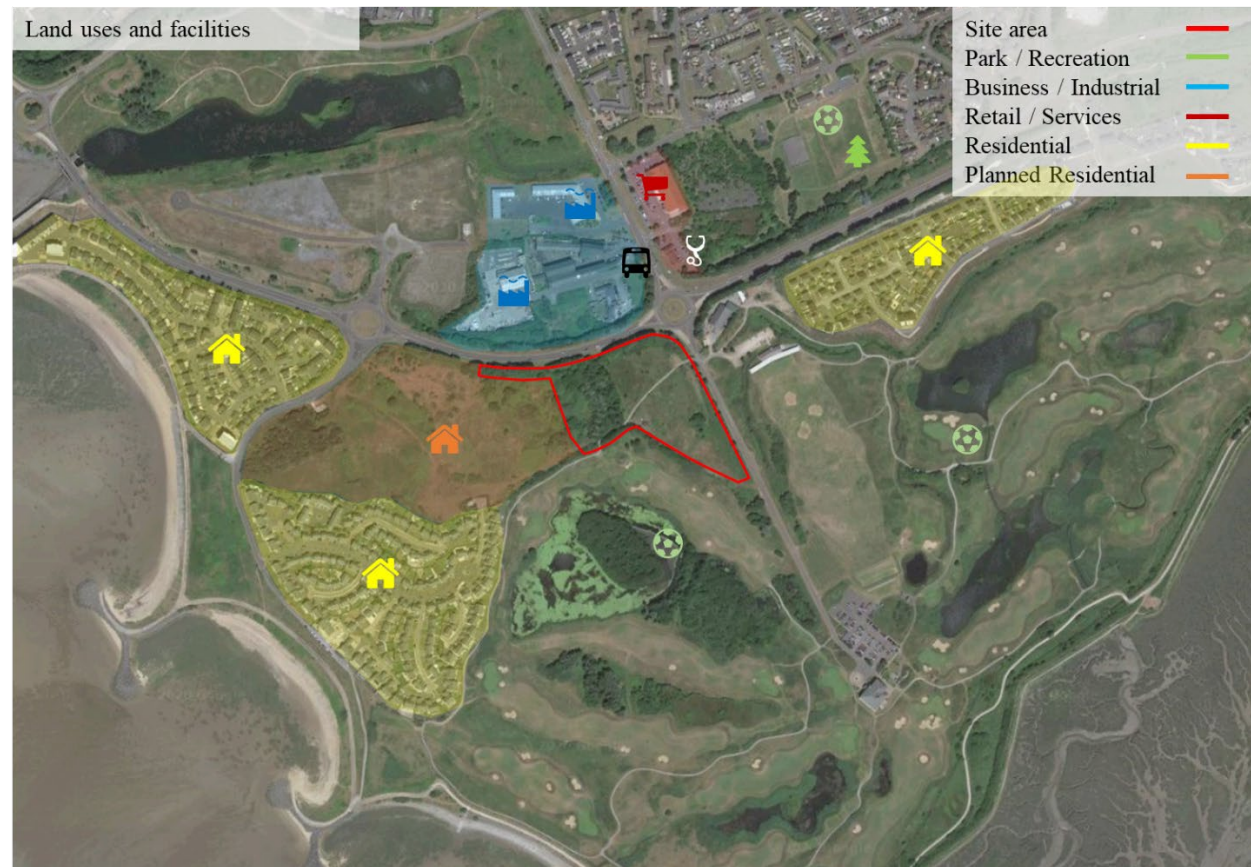 Land uses and facilities
Site area
Park / Recreation
Business / Industrial
Retail / Services
Residential
Planned Residential